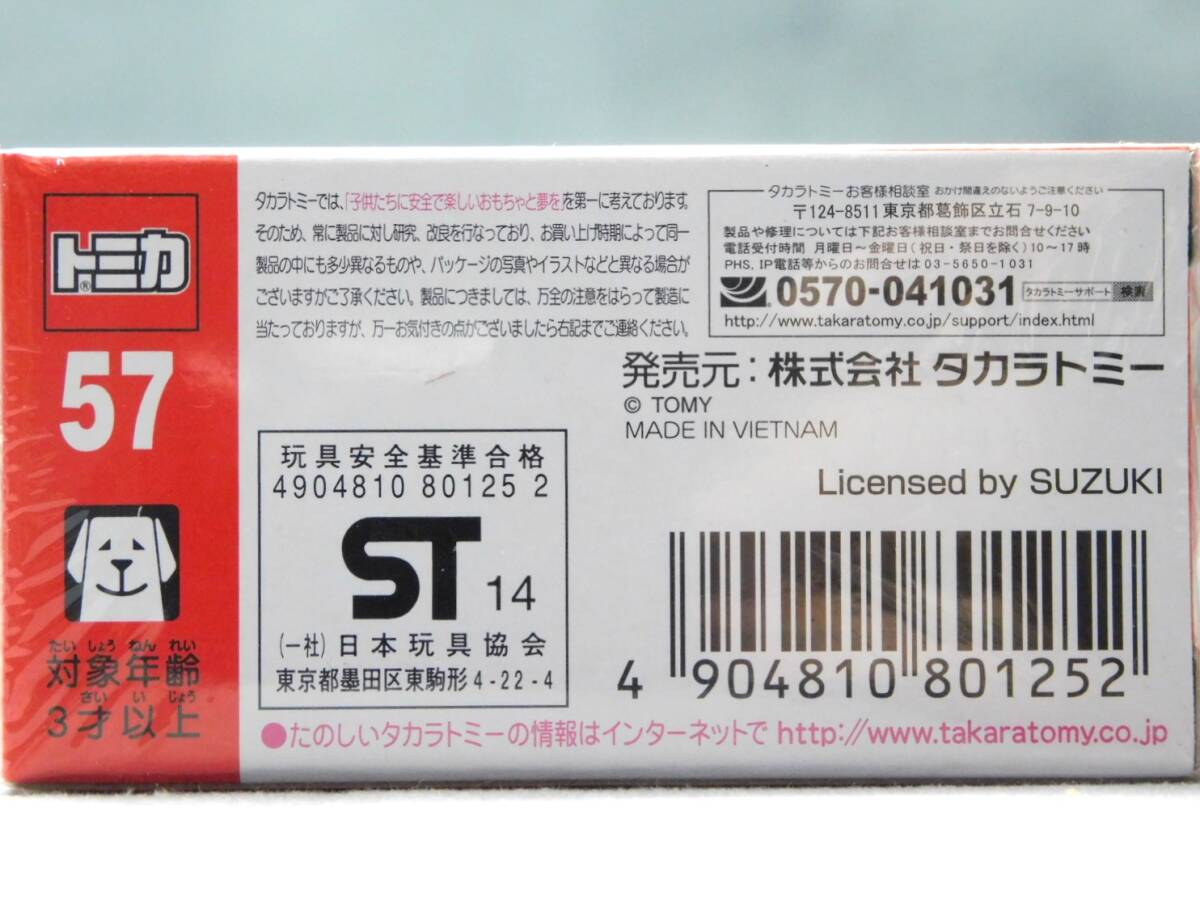 トミカ
®
57
たいしょうねんれい
対象年齢
さいいじょう
3才以上
タカラトミーでは、「子供たちに安全で楽しいおもちゃと夢を」を第一に考えております。
そのため、常に製品に対し研究、改良を行なっており、お買い上げ時期によって同一
製品の中にも多少異なるものや、パッケージの写真やイラストなどと異なる場合が
ございますがご了承ください。製品につきましては、万全の注意をはらって製造に
当たっておりますが、万一お気付きの点がございましたら右記までご連絡ください。
タカラトミーお客様相談室 おかけ間違えのないようご注意ください
〒124-8511 東京都葛飾区立石 7-9-10
製品や修理については下記お客様相談室までお問合せください
電話受付時間 月曜日〜金曜日(祝日・祭日を除く)10〜17時
PHS, IP電話等からのお問合せは 03-5650-1031
0570-041031 タカラトミーサポート 検索
http://www.takaratomy.co.jp/support/index.html
発売元:株式会社 タカラトミー
© TOMY
MADE IN VIETNAM
Licensed by SUZUKI
玩具安全基準合格
4904810 80125 2
ST 14
(一社)日本玩具協会
東京都墨田区東駒形 4-22-4
4 904810 801252
●たのしいタカラトミーの情報はインターネットで http://www.takaratomy.co.jp